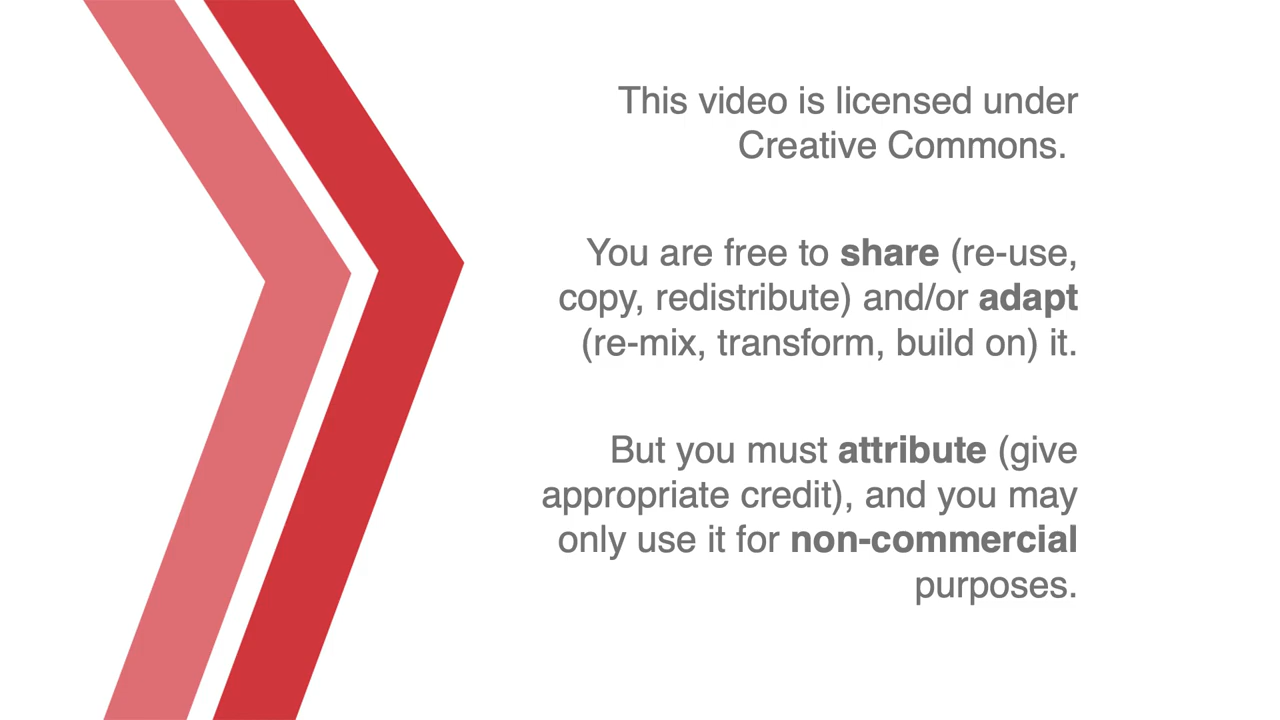 This video is licensed under
Creative Commons.
You are free to share (re-use,
copy, redistribute) and/or adapt
(re-mix, transform, build on) it.
But you must attribute (give
appropriate credit), and you may
only use it for non-commercial
purposes.